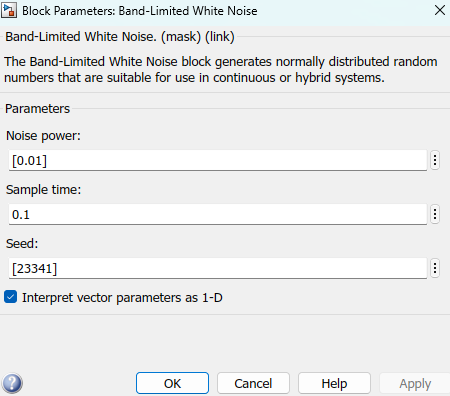 Block Parameters: Band-Limited White Noise
Band-Limited White Noise. (mask) (link)
The Band-Limited White Noise block generates normally distributed random
numbers that are suitable for use in continuous or hybrid systems.
Parameters
Noise power:
[0.01]
Sample time:
0.1
Seed:
[23341]
Interpret vector parameters as 1-D
OK Cancel Help Apply